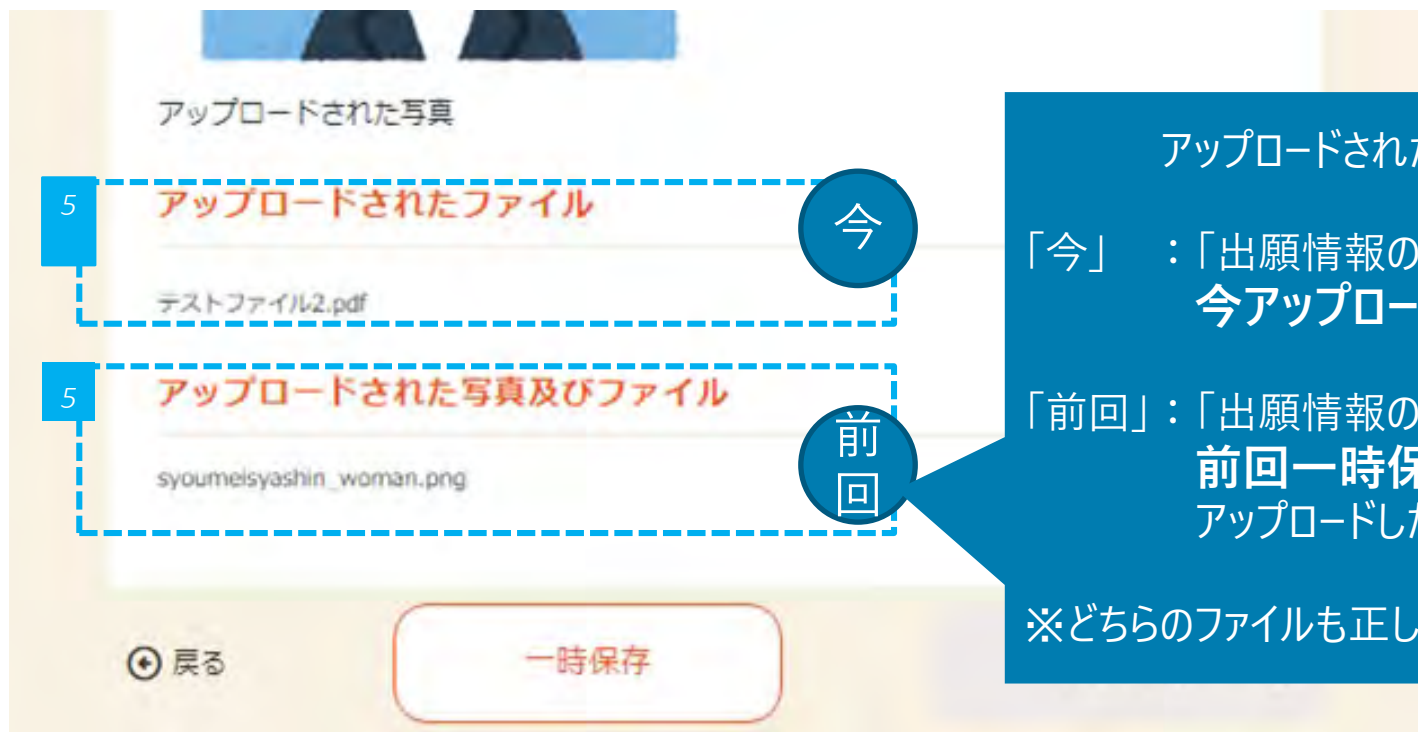 アップロードされた写真
5
アップロードされたファイル
今
テストファイル2.pdf
5
アップロードされた写真及びファイル
前回
syoumeisyashin_woman.png
戻る
一時保存
アップロードされた
「今」　：「出願情報の
今アップロー
「前回」：「出願情報の
前回一時保
アップロードした
※どちらのファイルも正し